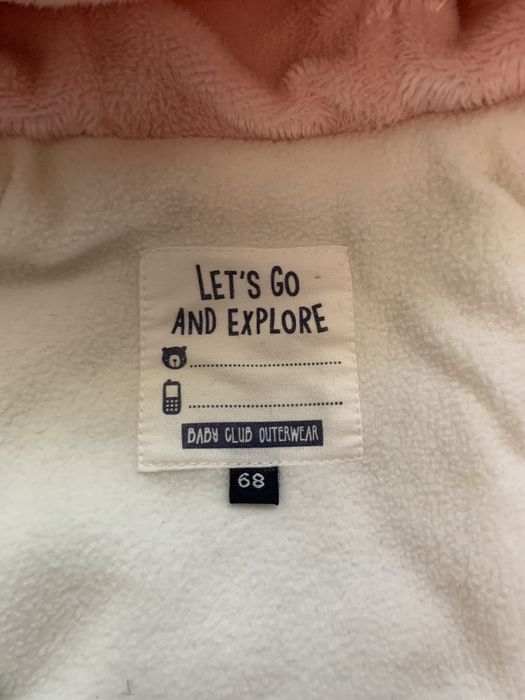 LET'S GO
AND EXPLORE
BABY CLUB OUTERWEAR
68